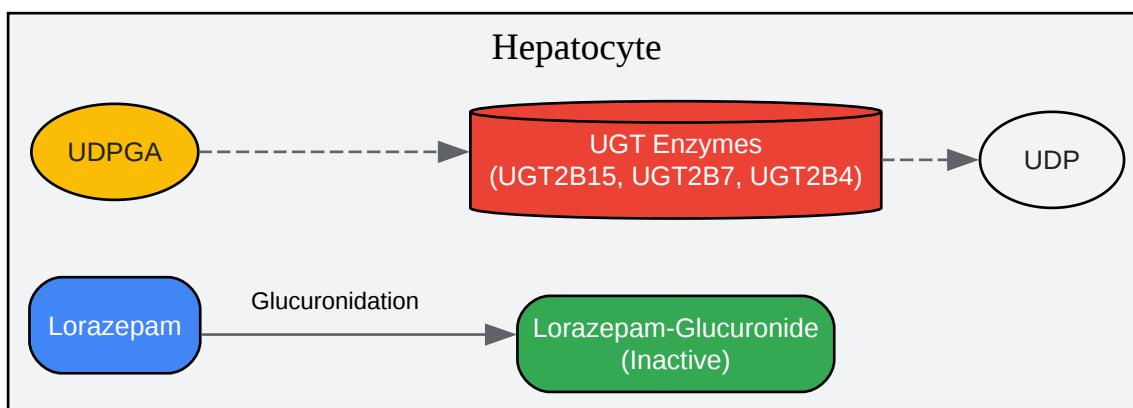 Hepatocyte
UDPGA
UGT Enzymes
(UGT2B15, UGT2B7, UGT2B4)
UDP
Lorazepam
Glucuronidation
Lorazepam-Glucuronide
(Inactive)